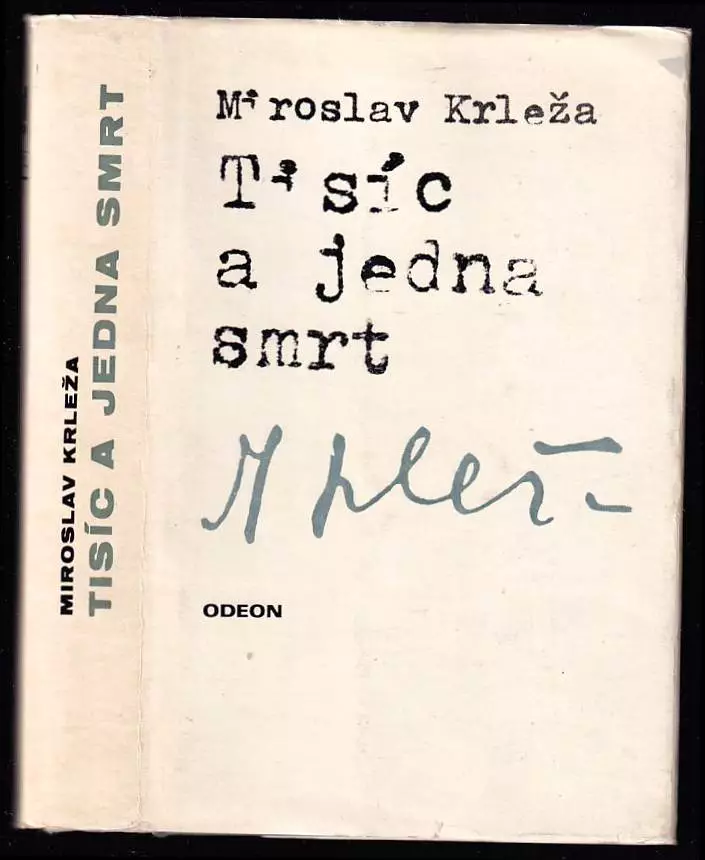 MIROSLAV KRLEŽA
TISÍC A JEDNA SMRT
Miroslav Krleža
Tisíc
a jedna
smrt
ODEON